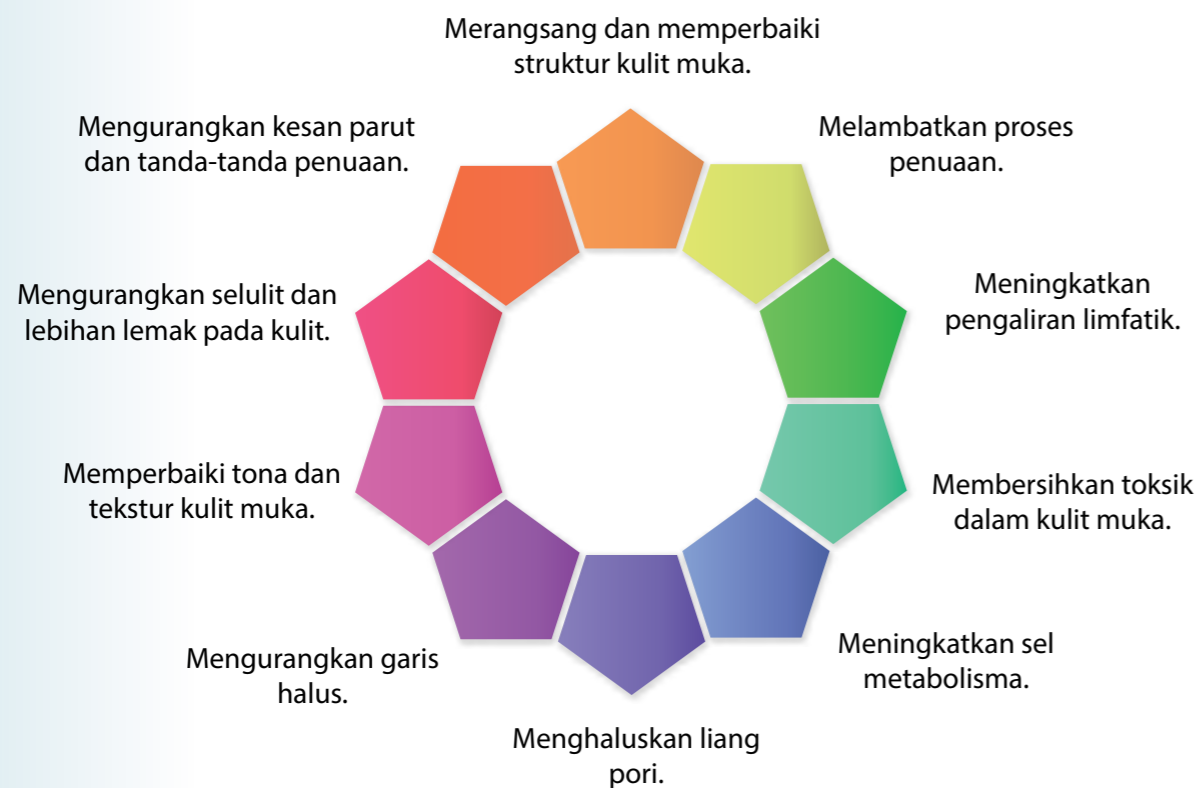 Merangsang dan memperbaiki
struktur kulit muka.
Melambatkan proses
penuaan.
Meningkatkan
pengaliran limfatik.
Membersihkan toksik
dalam kulit muka.
Meningkatkan sel
metabolisma.
Menghaluskan liang
pori.
Mengurangkan garis
halus.
Memperbaiki tona dan
tekstur kulit muka.
Mengurangkan selulit dan
lebihan lemak pada kulit.
Mengurangkan kesan parut
dan tanda-tanda penuaan.